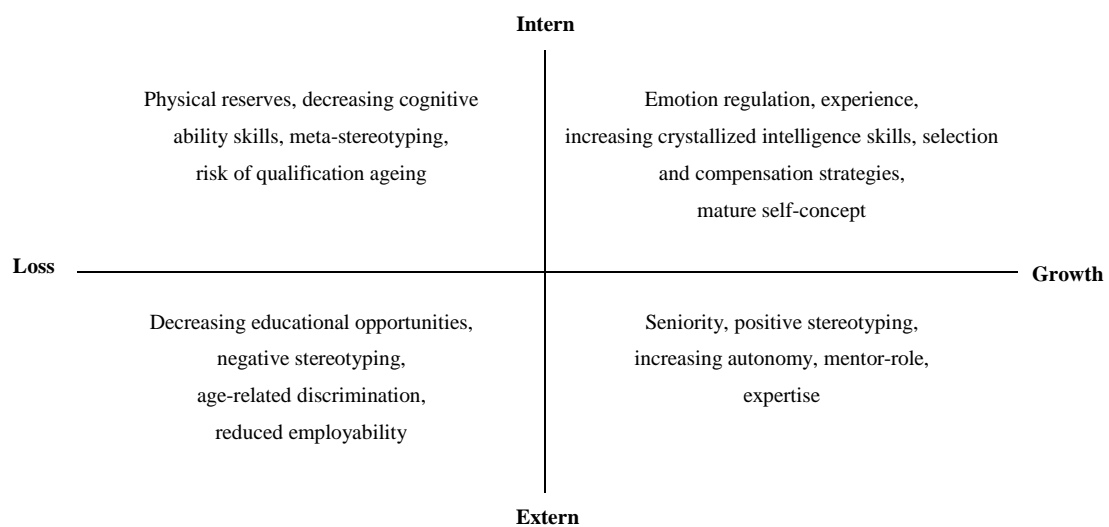 Intern
Physical reserves, decreasing cognitive
ability skills, meta-stereotyping,
risk of qualification ageing
Emotion regulation, experience,
increasing crystallized intelligence skills, selection
and compensation strategies,
mature self-concept
Loss
Growth
Decreasing educational opportunities,
negative stereotyping,
age-related discrimination,
reduced employability
Seniority, positive stereotyping,
increasing autonomy, mentor-role,
expertise
Extern